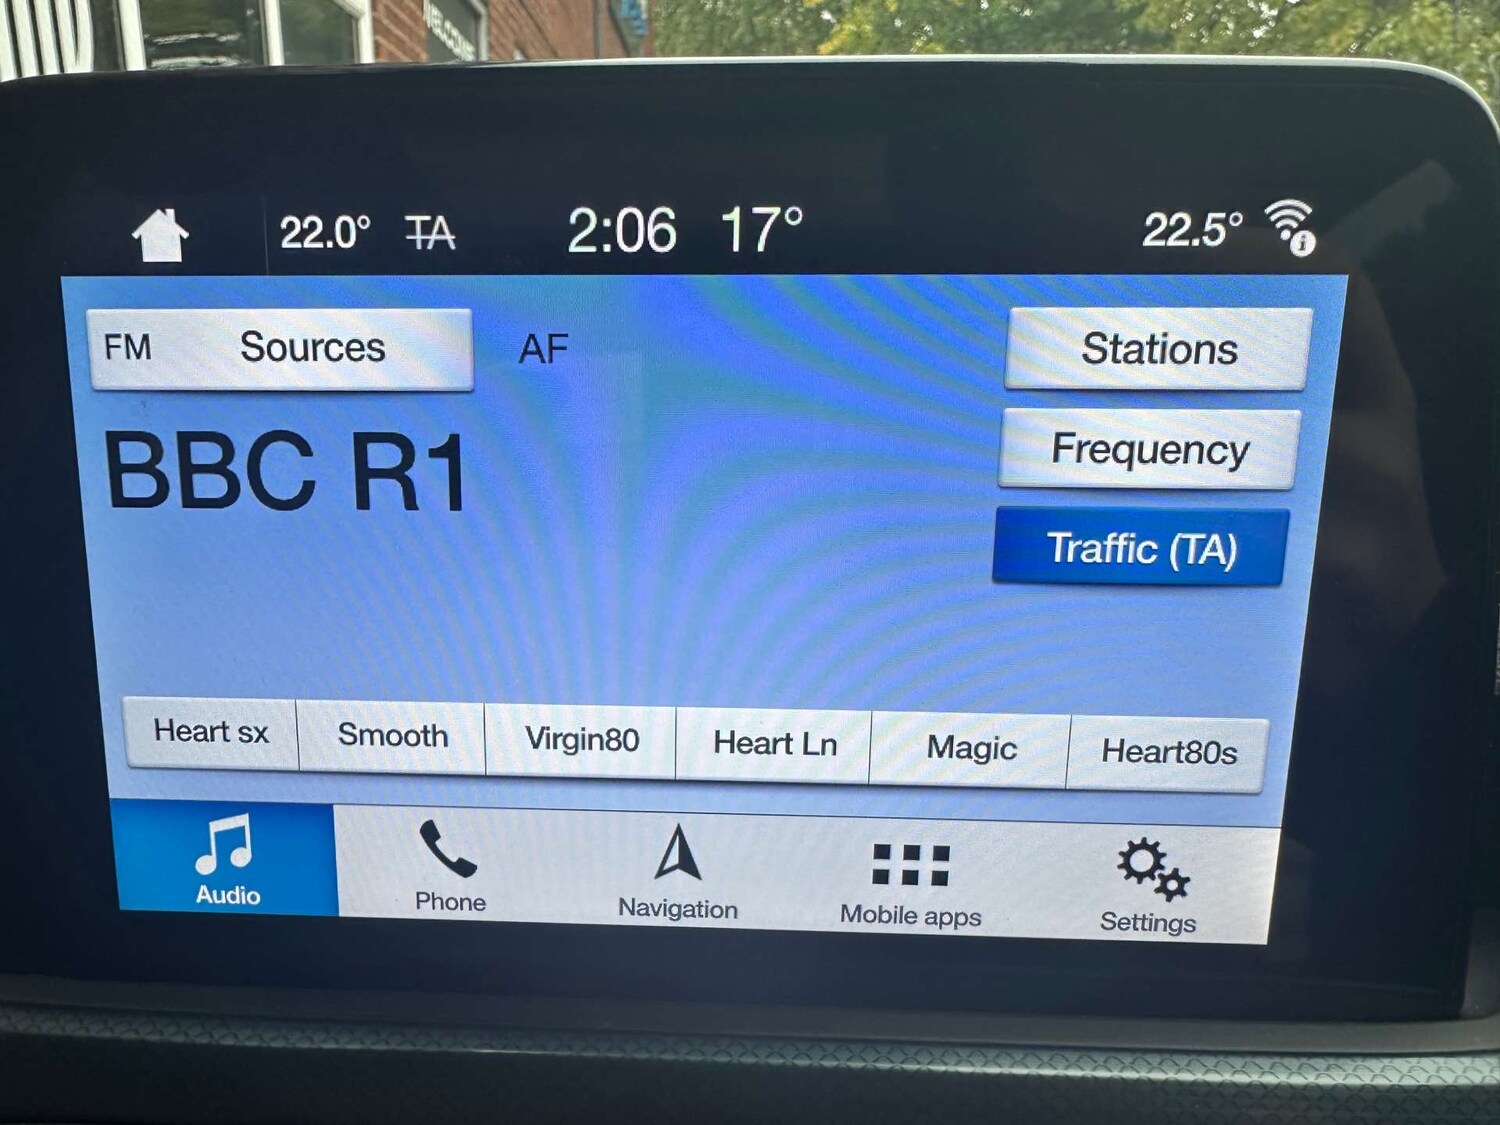 22.0° TA 2:06 17° 22.5°
FM Sources AF Stations
BBC R1
Frequency
Traffic (TA)
Heart sx Smooth Virgin80 Heart Ln Magic Heart80s
Audio Phone Navigation Mobile apps Settings